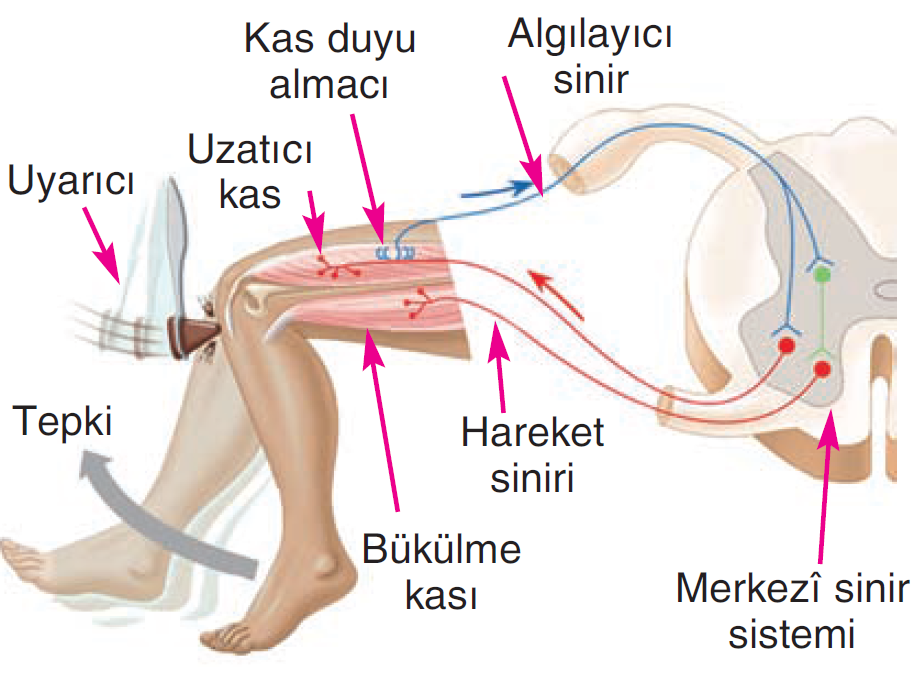 Kas duyu
almacı
Algılayıcı
sinir
Uzatıcı
kas
Uyarıcı
Tepki
Hareket
siniri
Bükülme
kası
Merkezî sinir
sistemi